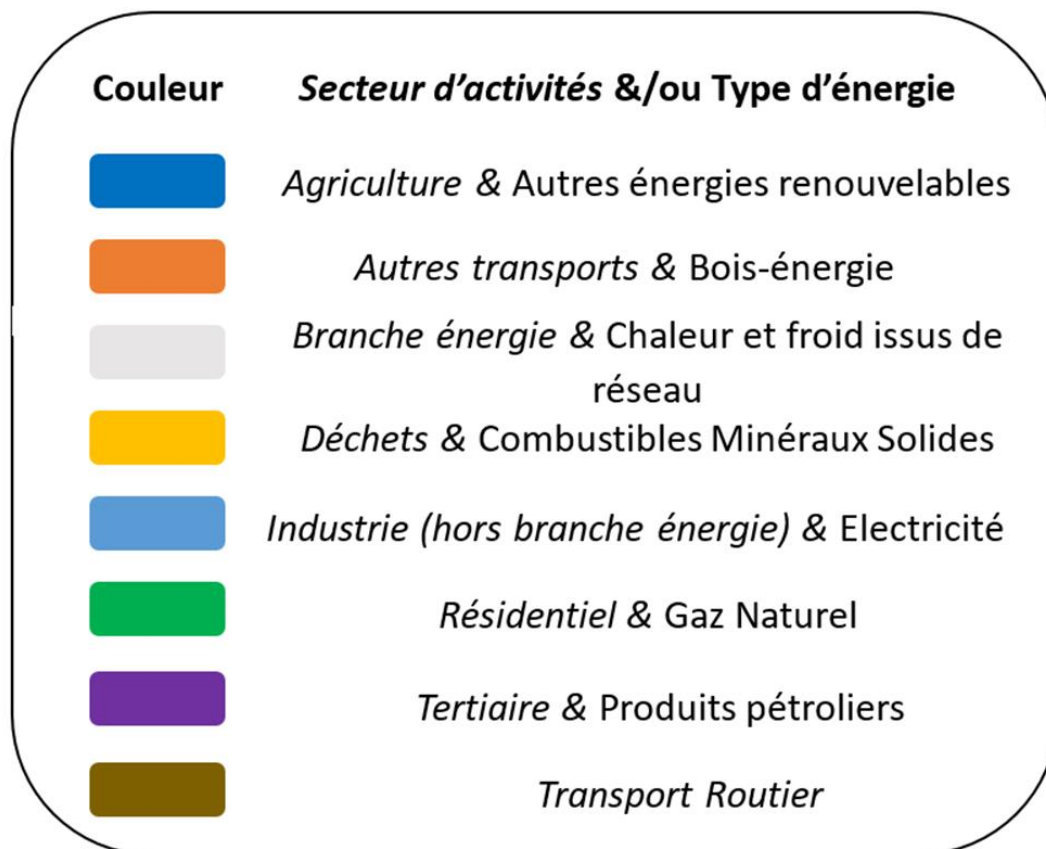 Couleur Secteur d’activités &/ou Type d’énergie
Agriculture & Autres énergies renouvelables
Autres transports & Bois-énergie
Branche énergie & Chaleur et froid issus de
réseau
Déchets & Combustibles Minéraux Solides
Industrie (hors branche énergie) & Electricité
Résidentiel & Gaz Naturel
Tertiaire & Produits pétroliers
Transport Routier